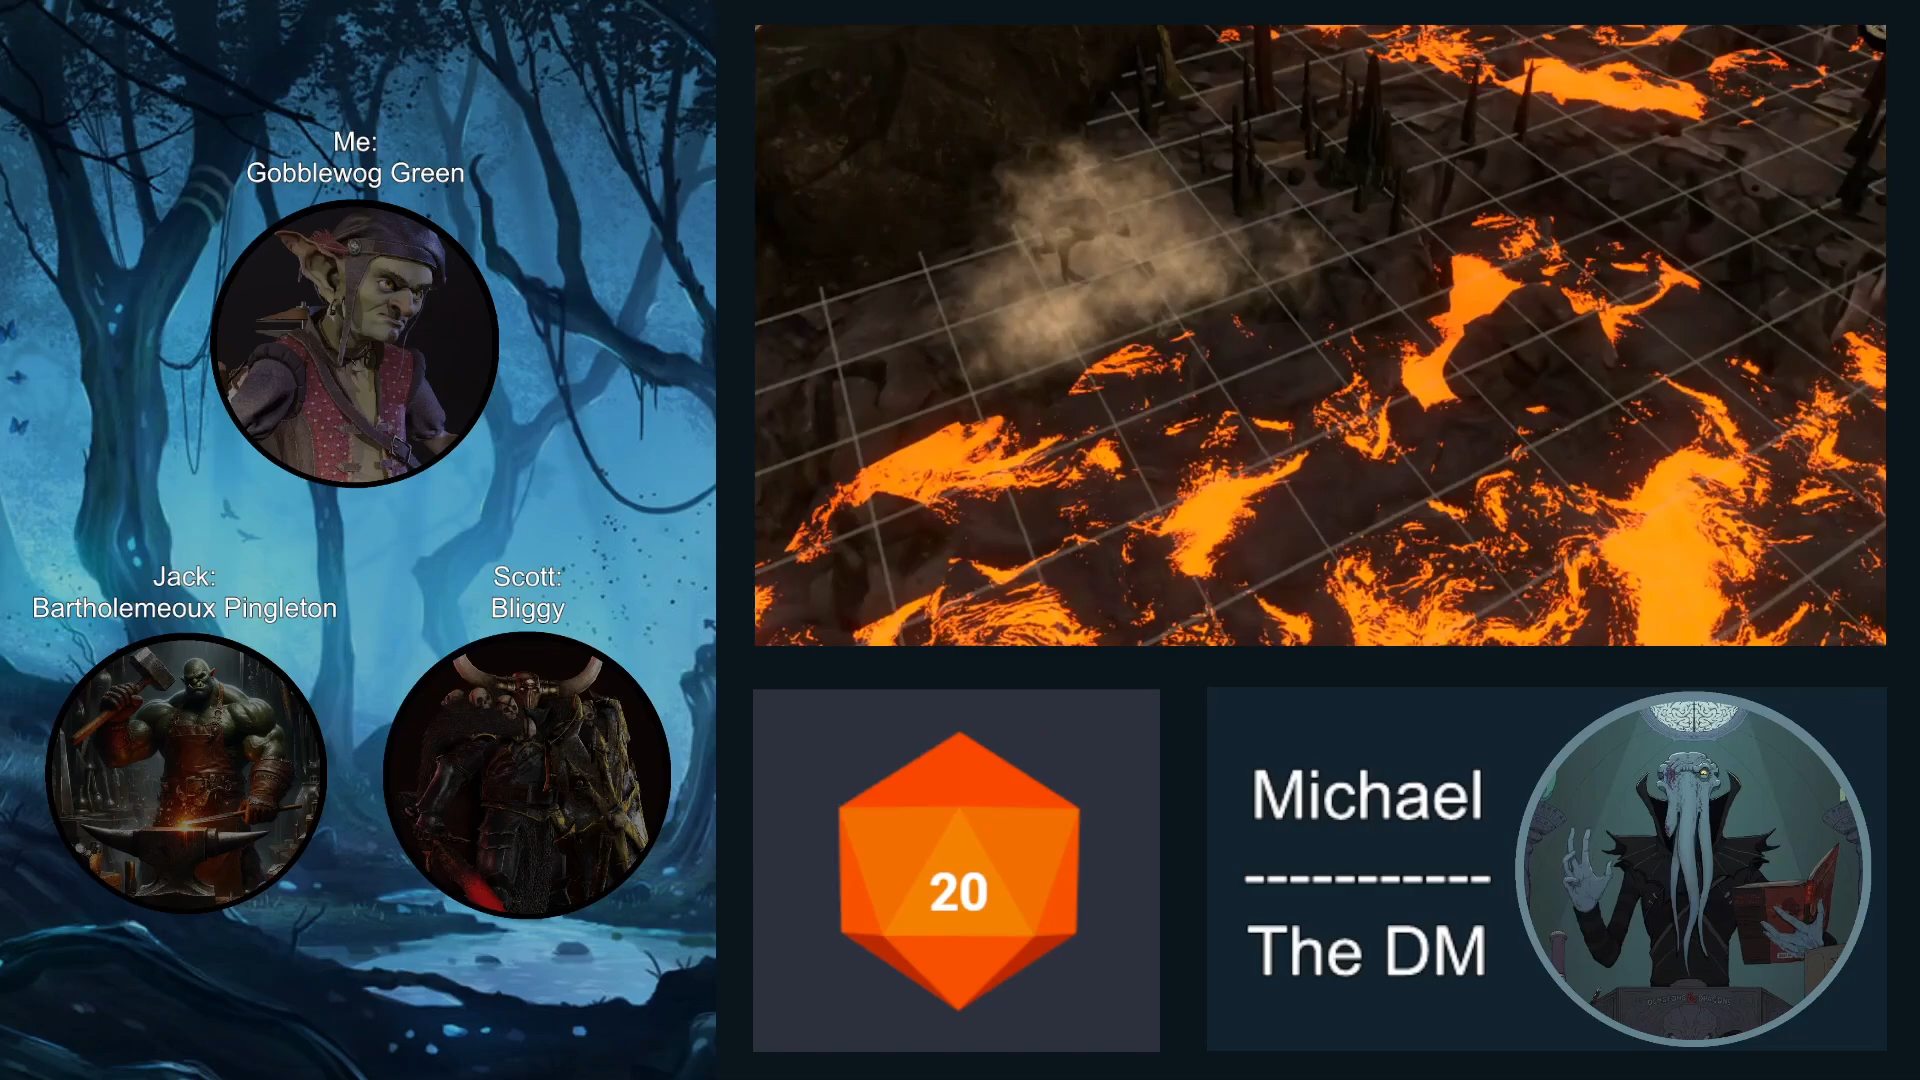 Me:
Gobblewog Green
Jack:
Bartholemeoux Pingleton
Scott:
Bliggy
20
Michael
-----------
The DM